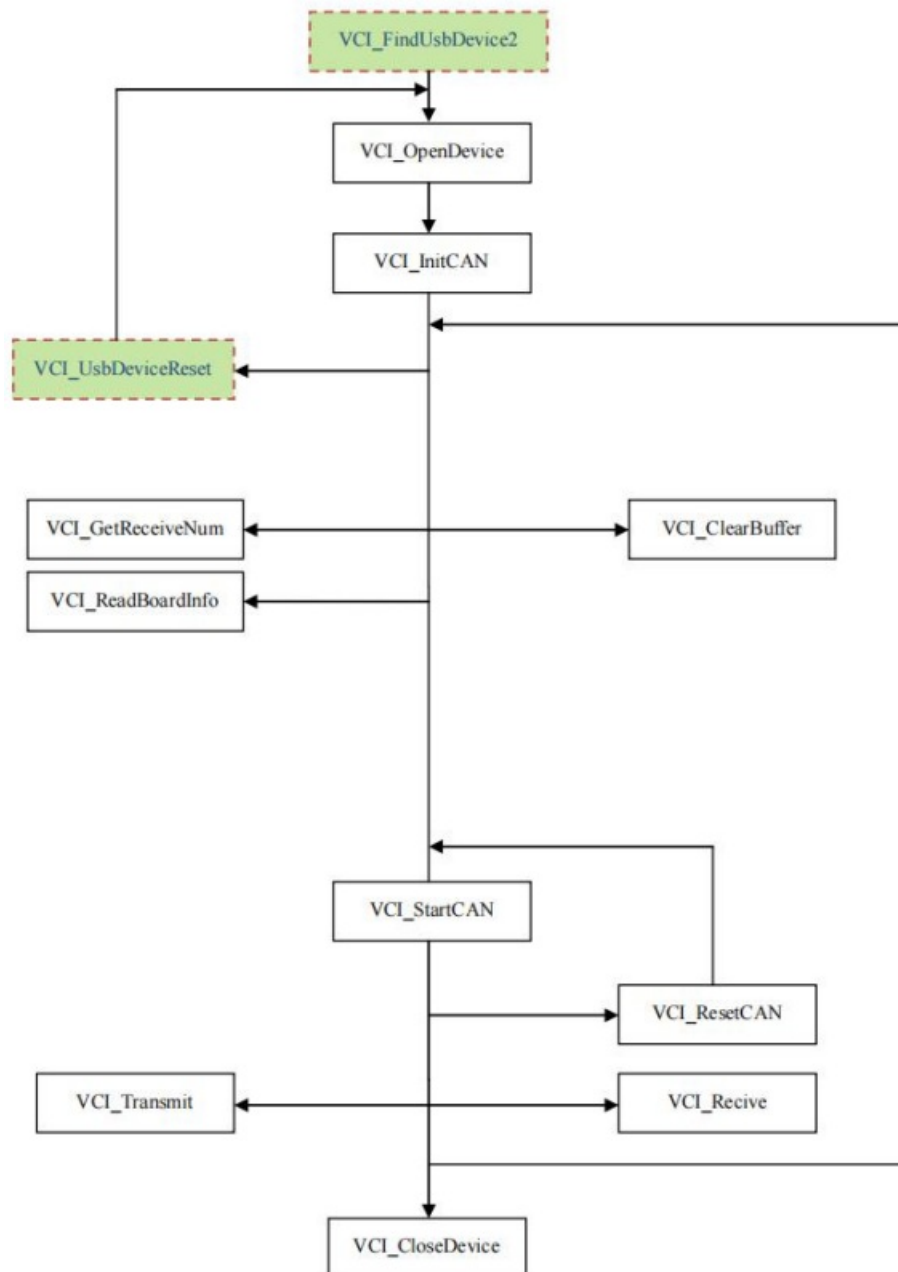 VCI_FindUsbDevice2
VCI_OpenDevice
VCI_InitCAN
VCI_UsbDeviceReset
VCI_GetReceiveNum
VCI_ClearBuffer
VCI_ReadBoardInfo
VCI_StartCAN
VCI_ResetCAN
VCI_Transmit
VCI_Recive
VCI_CloseDevice